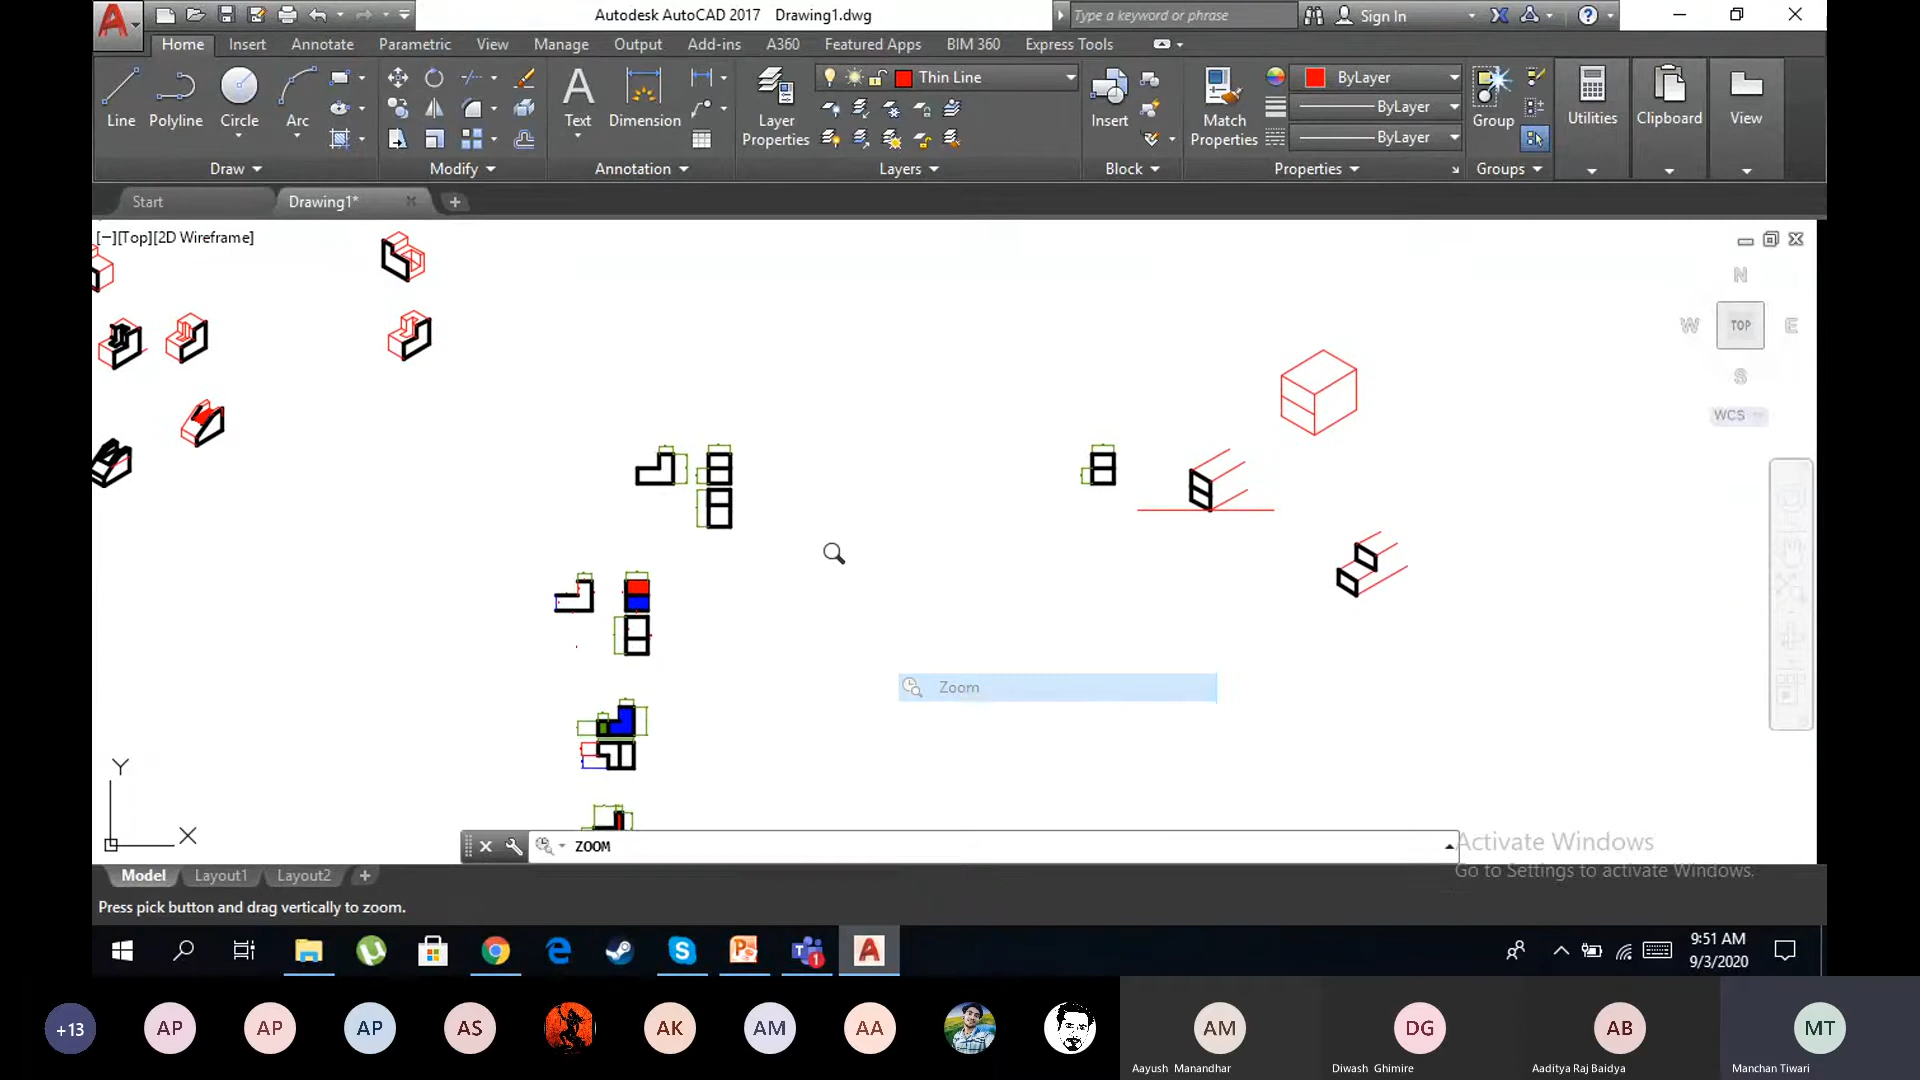 Autodesk AutoCAD 2017 Drawing1.dwg
Type a keyword or phrase
Sign In
Home Insert Annotate Parametric View Manage Output Add-ins A360 Featured Apps BIM 360 Express Tools
Thin Line
ByLayer
ByLayer
ByLayer
Line Polyline Circle Arc
Text Dimension
Layer Properties
Insert
Match Properties
Group
Utilities
Clipboard
View
Draw Modify Annotation Layers Block Properties Groups
Start Drawing1*
[−][Top][2D Wireframe]
N
W TOP E
S
WCS
Zoom
Y
X
ZOOM
Activate Windows
Go to Settings to activate Windows.
Model Layout1 Layout2
Press pick button and drag vertically to zoom.
1
9:51 AM
9/3/2020
+13 AP AP AP AS AK AM AA AM DG AB MT
Aayush Manandhar Diwash Ghimire Aaditya Raj Baidya Manchan Tiwari